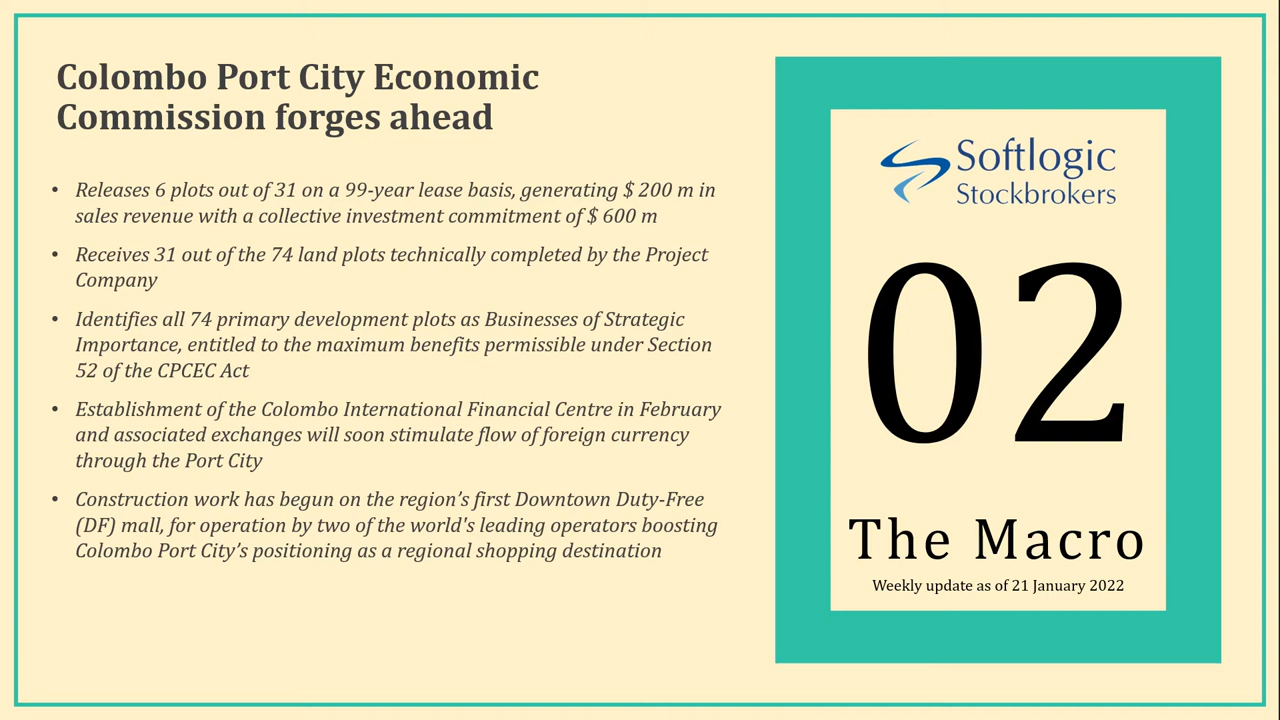 Colombo Port City Economic
Commission forges ahead
• Releases 6 plots out of 31 on a 99-year lease basis, generating $ 200 m in
sales revenue with a collective investment commitment of $ 600 m
• Receives 31 out of the 74 land plots technically completed by the Project
Company
• Identifies all 74 primary development plots as Businesses of Strategic
Importance, entitled to the maximum benefits permissible under Section
52 of the CPCEC Act
• Establishment of the Colombo International Financial Centre in February
and associated exchanges will soon stimulate flow of foreign currency
through the Port City
• Construction work has begun on the region’s first Downtown Duty-Free
(DF) mall, for operation by two of the world's leading operators boosting
Colombo Port City’s positioning as a regional shopping destination
Softlogic
Stockbrokers
02
The Macro
Weekly update as of 21 January 2022